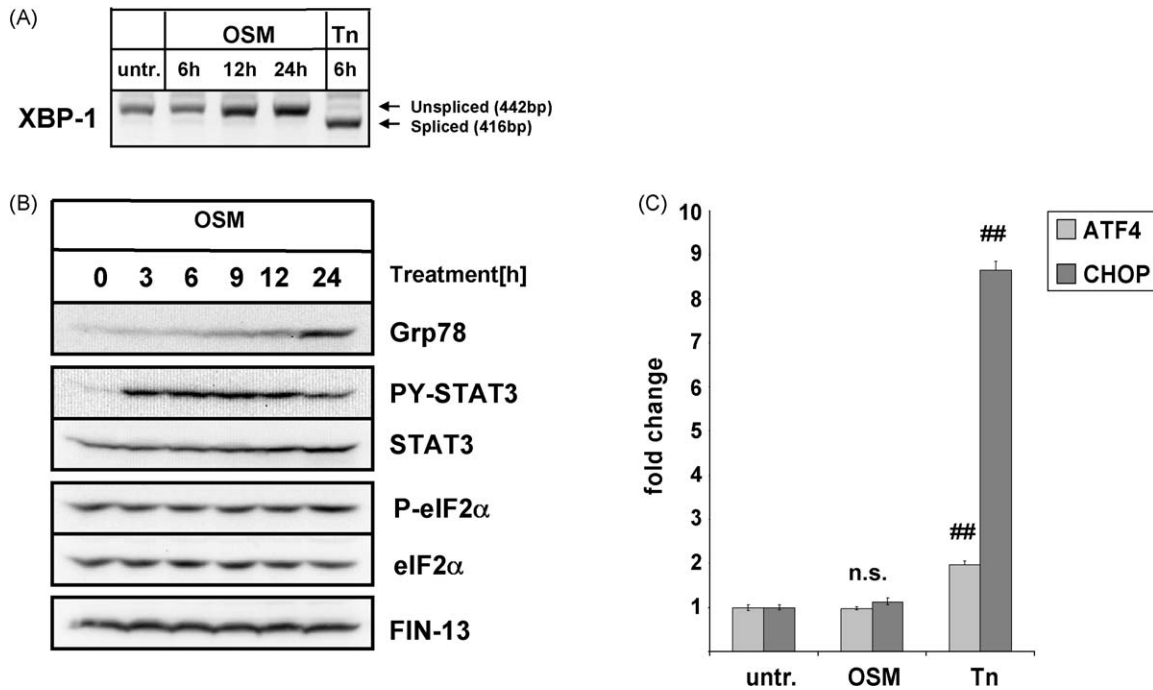 (A)
OSM Tn
untr. 6h 12h 24h 6h
XBP-1
Unspliced (442bp)
Spliced (416bp)
(B)
OSM
0 3 6 9 12 24 Treatment[h]
Grp78
PY-STAT3
STAT3
P-eIF2α
eIF2α
FIN-13
(C)
fold change
10
9
8
7
6
5
4
3
2
1
##
##
n.s.
untr. OSM Tn
ATF4
CHOP